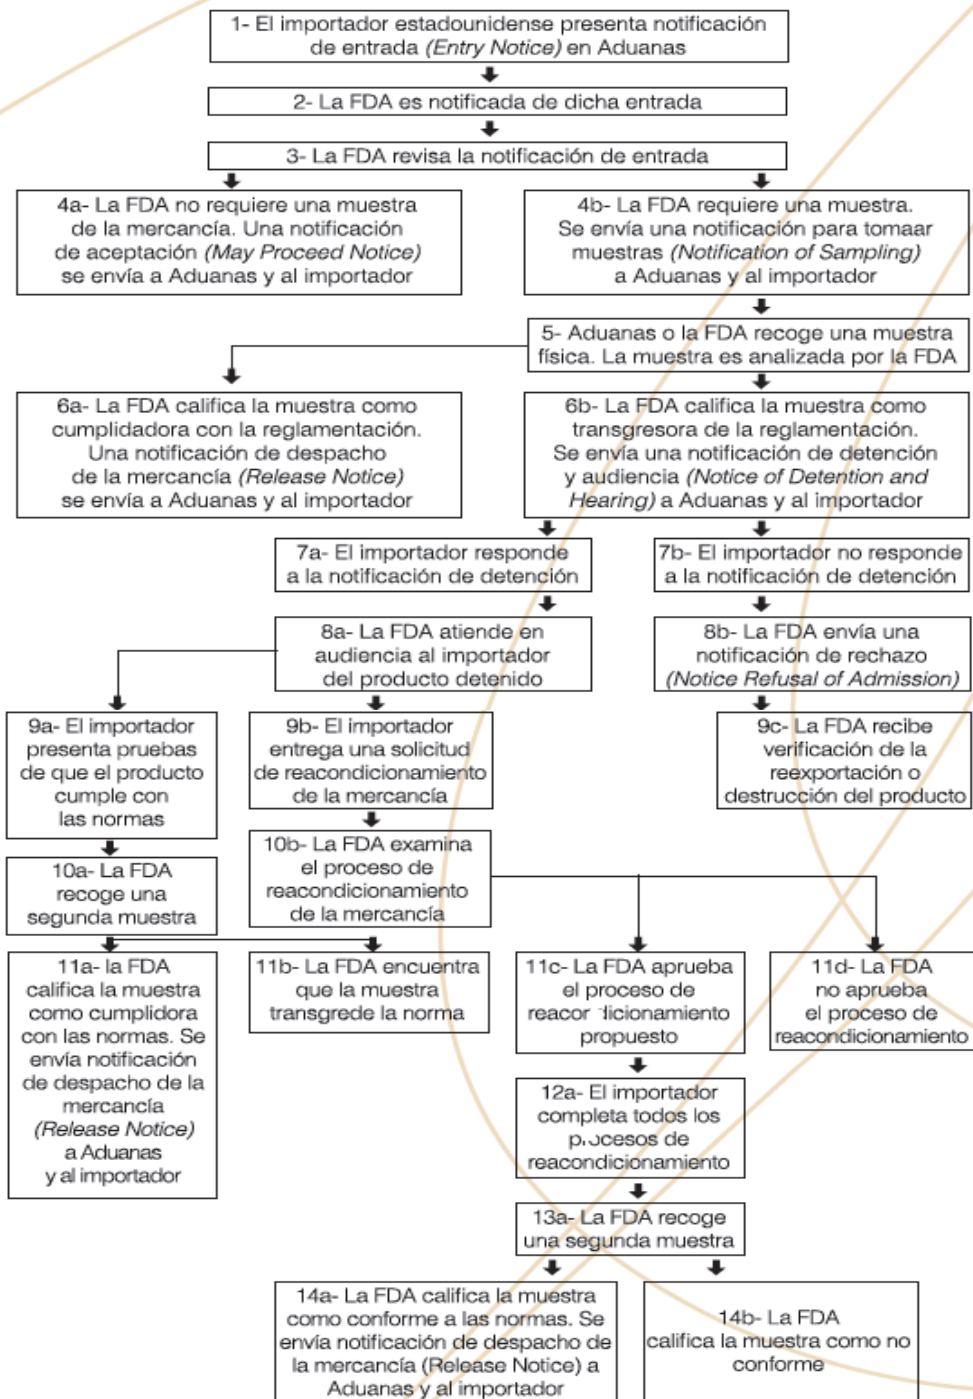 1- El importador estadounidense presenta notificación
de entrada (Entry Notice) en Aduanas
2- La FDA es notificada de dicha entrada
3- La FDA revisa la notificación de entrada
4a- La FDA no requiere una muestra
de la mercancía. Una notificación
de aceptación (May Proceed Notice)
se envía a Aduanas y al importador
4b- La FDA requiere una muestra.
Se envía una notificación para tomaar
muestras (Notification of Sampling)
a Aduanas y al importador
5- Aduanas o la FDA recoge una muestra
física. La muestra es analizada por la FDA
6a- La FDA califica la muestra como
cumplidadora con la reglamentación.
Una notificación de despacho
de la mercancía (Release Notice)
se envía a Aduanas y al importador
6b- La FDA califica la muestra como
transgresora de la reglamentación.
Se envía una notificación de detención
y audiencia (Notice of Detention and
Hearing) a Aduanas y al importador
7a- El importador responde
a la notificación de detención
7b- El importador no responde
a la notificación de detención
8a- La FDA atiende en
audiencia al importador
del producto detenido
8b- La FDA envía una
notificación de rechazo
(Notice Refusal of Admission)
9a- El importador
presenta pruebas
de que el producto
cumple con
las normas
9b- El importador
entrega una solicitud
de reacondicionamiento
de la mercancía
9c- La FDA recibe
verificación de la
reexportación o
destrucción del producto
10a- La FDA
recoge una
segunda muestra
10b- La FDA examina
el proceso de
reacondicionamiento
de la mercancía
11a- la FDA
califica la muestra
como cumplidora
con las normas. Se
envía notificación
de despacho de la
mercancía
(Release Notice)
a Aduanas
y al importador
11b- La FDA encuentra
que la muestra
transgrede la norma
11c- La FDA aprueba
el proceso de
reacondicionamiento
propuesto
11d- La FDA
no aprueba
el proceso de
reacondicionamiento
12a- El importador
completa todos los
procesos de
reacondicionamiento
13a- La FDA recoge
una segunda muestra
14a- La FDA califica la muestra
como conforme a las normas. Se
envía notificación de despacho de
la mercancía (Release Notice) a
Aduanas y al importador
14b- La FDA
califica la muestra como no
conforme